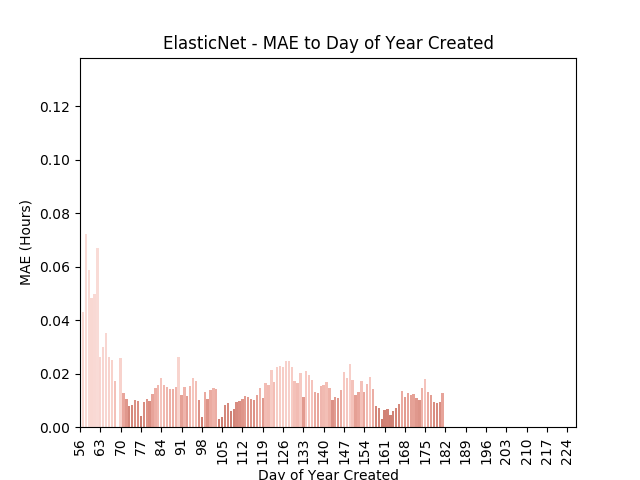 ElasticNet - MAE to Day of Year Created
MAE (Hours)
0.12
0.10
0.08
0.06
0.04
0.02
0.00
56 63 70 77 84 91 98 105 112 119 126 133 140 147 154 161 168 175 182 189 196 203 210 217 224
Day of Year Created